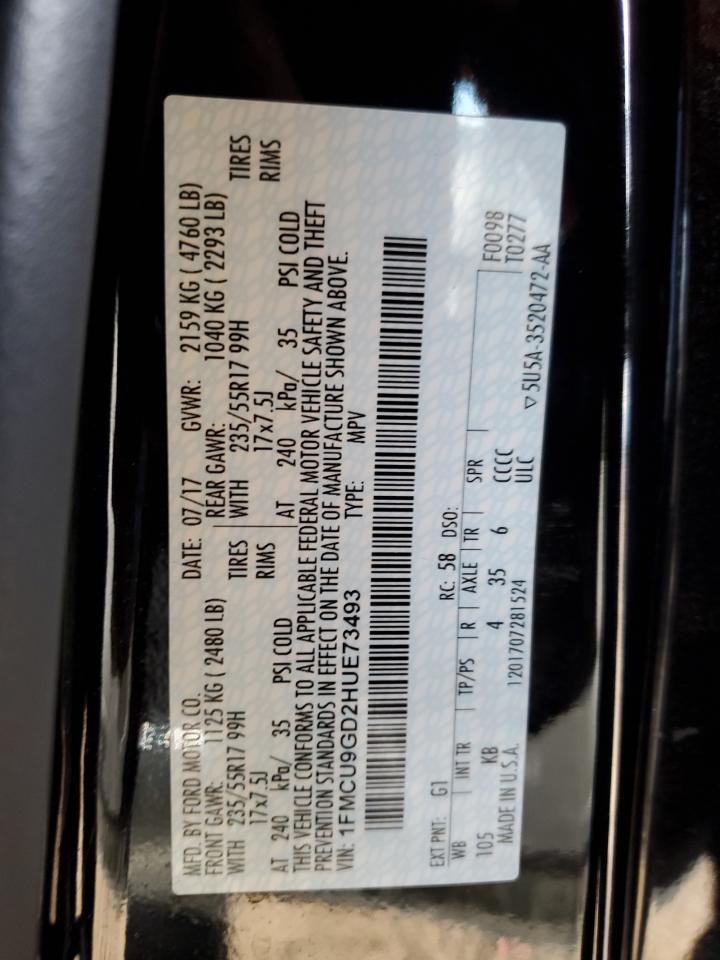 MFD. BY FORD MOTOR CO. DATE: 07/17 GVWR: 2159 KG ( 4760 LB)
FRONT GAWR: 1125 KG ( 2480 LB) REAR GAWR: 1040 KG ( 2293 LB)
WITH 235/55R17 99H TIRES WITH 235/55R17 99H TIRES
17x7.5J RIMS 17x7.5J RIMS
AT 240 kPa/ 35 PSI COLD AT 240 kPa/ 35 PSI COLD
THIS VEHICLE CONFORMS TO ALL APPLICABLE FEDERAL MOTOR VEHICLE SAFETY AND THEFT
PREVENTION STANDARDS IN EFFECT ON THE DATE OF MANUFACTURE SHOWN ABOVE.
VIN: 1FMCU9GD2HUE73493 TYPE: MPV
EXT PNT: G1 RC: 58 DSO:
WB INT TR TP/PS R AXLE TR SPR F0098
105 KB 4 35 6 CCCC T0277
ULC
MADE IN U.S.A. 1201707281524 ▽ 5U5A-3520472-AA